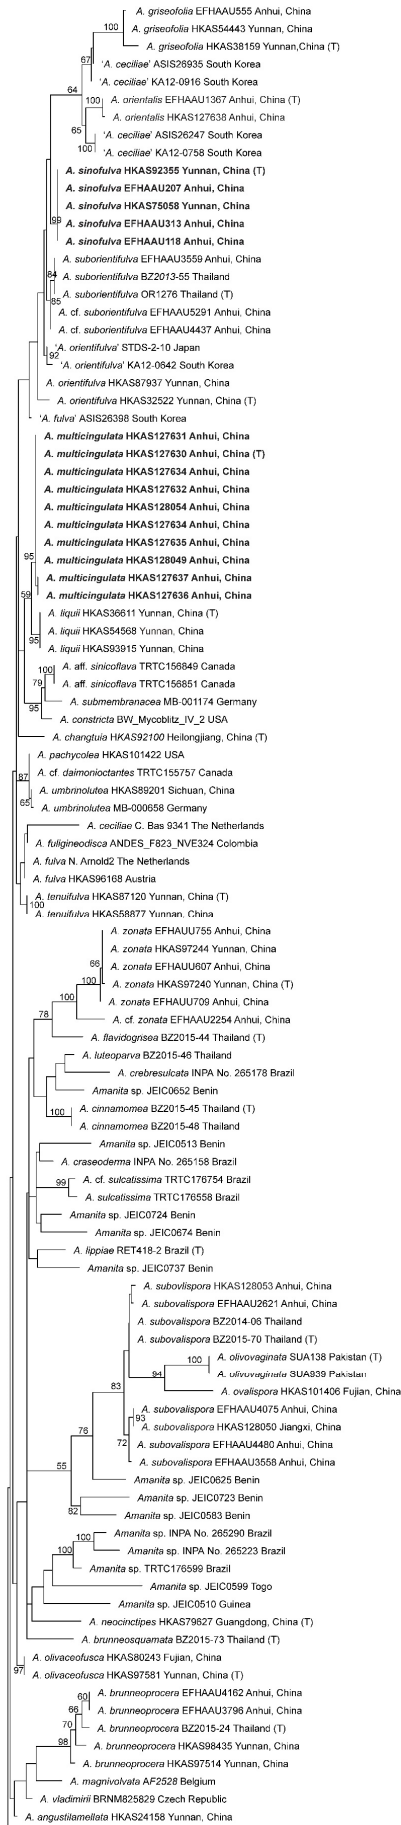 A. griseofolia EFHAAU555 Anhui, China
100
A. griseofolia HKAS54443 Yunnan, China
A. griseofolia HKAS38159 Yunnan,China (T)
67
'A. ceciliae' ASIS26935 South Korea
'A. ceciliae' KA12-0916 South Korea
64
100
A. orientalis EFHAAU1367 Anhui, China (T)
A. orientalis HKAS127638 Anhui, China
65
'A. ceciliae' ASIS26247 South Korea
100
'A. ceciliae' KA12-0758 South Korea
A. sinofulva HKAS92355 Yunnan, China (T)
A. sinofulva EFHAAU207 Anhui, China
A. sinofulva HKAS75058 Yunnan, China
99
A. sinofulva EFHAAU313 Anhui, China
A. sinofulva EFHAAU118 Anhui, China
A. suborientifulva EFHAAU3559 Anhui, China
84
A. suborientifulva BZ2013-55 Thailand
A. suborientifulva OR1276 Thailand (T)
85
A. cf. suborientifulva EFHAAU5291 Anhui, China
A. cf. suborientifulva EFHAAU4437 Anhui, China
'A. orientifulva' STDS-2-10 Japan
92
'A. orientifulva' KA12-0642 South Korea
A. orientifulva HKAS87937 Yunnan, China
A. orientifulva HKAS32522 Yunnan, China (T)
'A. fulva' ASIS26398 South Korea
A. multicingulata HKAS127631 Anhui, China
A. multicingulata HKAS127630 Anhui, China (T)
A. multicingulata HKAS127634 Anhui, China
A. multicingulata HKAS127632 Anhui, China
A. multicingulata HKAS128054 Anhui, China
A. multicingulata HKAS127634 Anhui, China
A. multicingulata HKAS127635 Anhui, China
95
A. multicingulata HKAS128049 Anhui, China
A. multicingulata HKAS127637 Anhui, China
59
A. multicingulata HKAS127636 Anhui, China
A. liquii HKAS36611 Yunnan, China (T)
A. liquii HKAS54568 Yunnan, China
95
A. liquii HKAS93915 Yunnan, China
100
A. aff. sinicoflava TRTC156849 Canada
79
A. aff. sinicoflava TRTC156851 Canada
A. submembranacea MB-001174 Germany
95
A. constricta BW_Mycoblitz_IV_2 USA
A. changtuia HKAS92100 Heilongjiang, China (T)
A. pachycolea HKAS101422 USA
87
A. cf. daimonioctantes TRTC155757 Canada
A. umbrinolutea HKAS89201 Sichuan, China
65
A. umbrinolutea MB-000658 Germany
A. ceciliae C. Bas 9341 The Netherlands
A. fuligineodisca ANDES_F823_NVE324 Colombia
A. fulva N. Arnold2 The Netherlands
A. fulva HKAS96168 Austria
A. tenuifulva HKAS87120 Yunnan, China (T)
100
A. tenuifulva HKAS58877 Yunnan, China
A. zonata EFHAUU755 Anhui, China
A. zonata HKAS97244 Yunnan, China
66
A. zonata EFHAUU607 Anhui, China
100
A. zonata HKAS97240 Yunnan, China (T)
100
A. zonata EFHAUU709 Anhui, China
78
A. cf. zonata EFHAAU2254 Anhui, China
A. flavidogrisea BZ2015-44 Thailand (T)
A. luteoparva BZ2015-46 Thailand
A. crebresulcata INPA No. 265178 Brazil
Amanita sp. JEIC0652 Benin
100
A. cinnamomea BZ2015-45 Thailand (T)
A. cinnamomea BZ2015-48 Thailand
Amanita sp. JEIC0513 Benin
A. craseoderma INPA No. 265158 Brazil
99
A. cf. sulcatissima TRTC176754 Brazil
A. sulcatissima TRTC176558 Brazil
Amanita sp. JEIC0724 Benin
Amanita sp. JEIC0674 Benin
A. lippiae RET418-2 Brazil (T)
Amanita sp. JEIC0737 Benin
A. subovlispora HKAS128053 Anhui, China
A. subovalispora EFHAAU2621 Anhui, China
A. subovalispora BZ2014-06 Thailand
A. subovalispora BZ2015-70 Thailand (T)
100
A. olivovaginata SUA138 Pakistan (T)
94
A. olivovaginata SUA939 Pakistan
83
A. ovalispora HKAS101406 Fujian, China
A. subovalispora EFHAAU4075 Anhui, China
93
A. subovalispora HKAS128050 Jiangxi, China
76
72
A. subovalispora EFHAAU4480 Anhui, China
A. subovalispora EFHAAU3558 Anhui, China
55
Amanita sp. JEIC0625 Benin
Amanita sp. JEIC0723 Benin
82
Amanita sp. JEIC0583 Benin
Amanita sp. INPA No. 265290 Brazil
100
100
Amanita sp. INPA No. 265223 Brazil
Amanita sp. TRTC176599 Brazil
Amanita sp. JEIC0599 Togo
Amanita sp. JEIC0510 Guinea
A. neocinctipes HKAS79627 Guangdong, China (T)
A. brunneosquamata BZ2015-73 Thailand (T)
A. olivaceofusca HKAS80243 Fujian, China
97
A. olivaceofusca HKAS97581 Yunnan, China (T)
60
A. brunneoprocera EFHAAU4162 Anhui, China
66
A. brunneoprocera EFHAAU3796 Anhui, China
70
A. brunneoprocera BZ2015-24 Thailand (T)
98
A. brunneoprocera HKAS98435 Yunnan, China
A. brunneoprocera HKAS97514 Yunnan, China
A. magnivolvata AF2528 Belgium
A. vladimirii BRNM825829 Czech Republic
A. angustilamellata HKAS24158 Yunnan, China